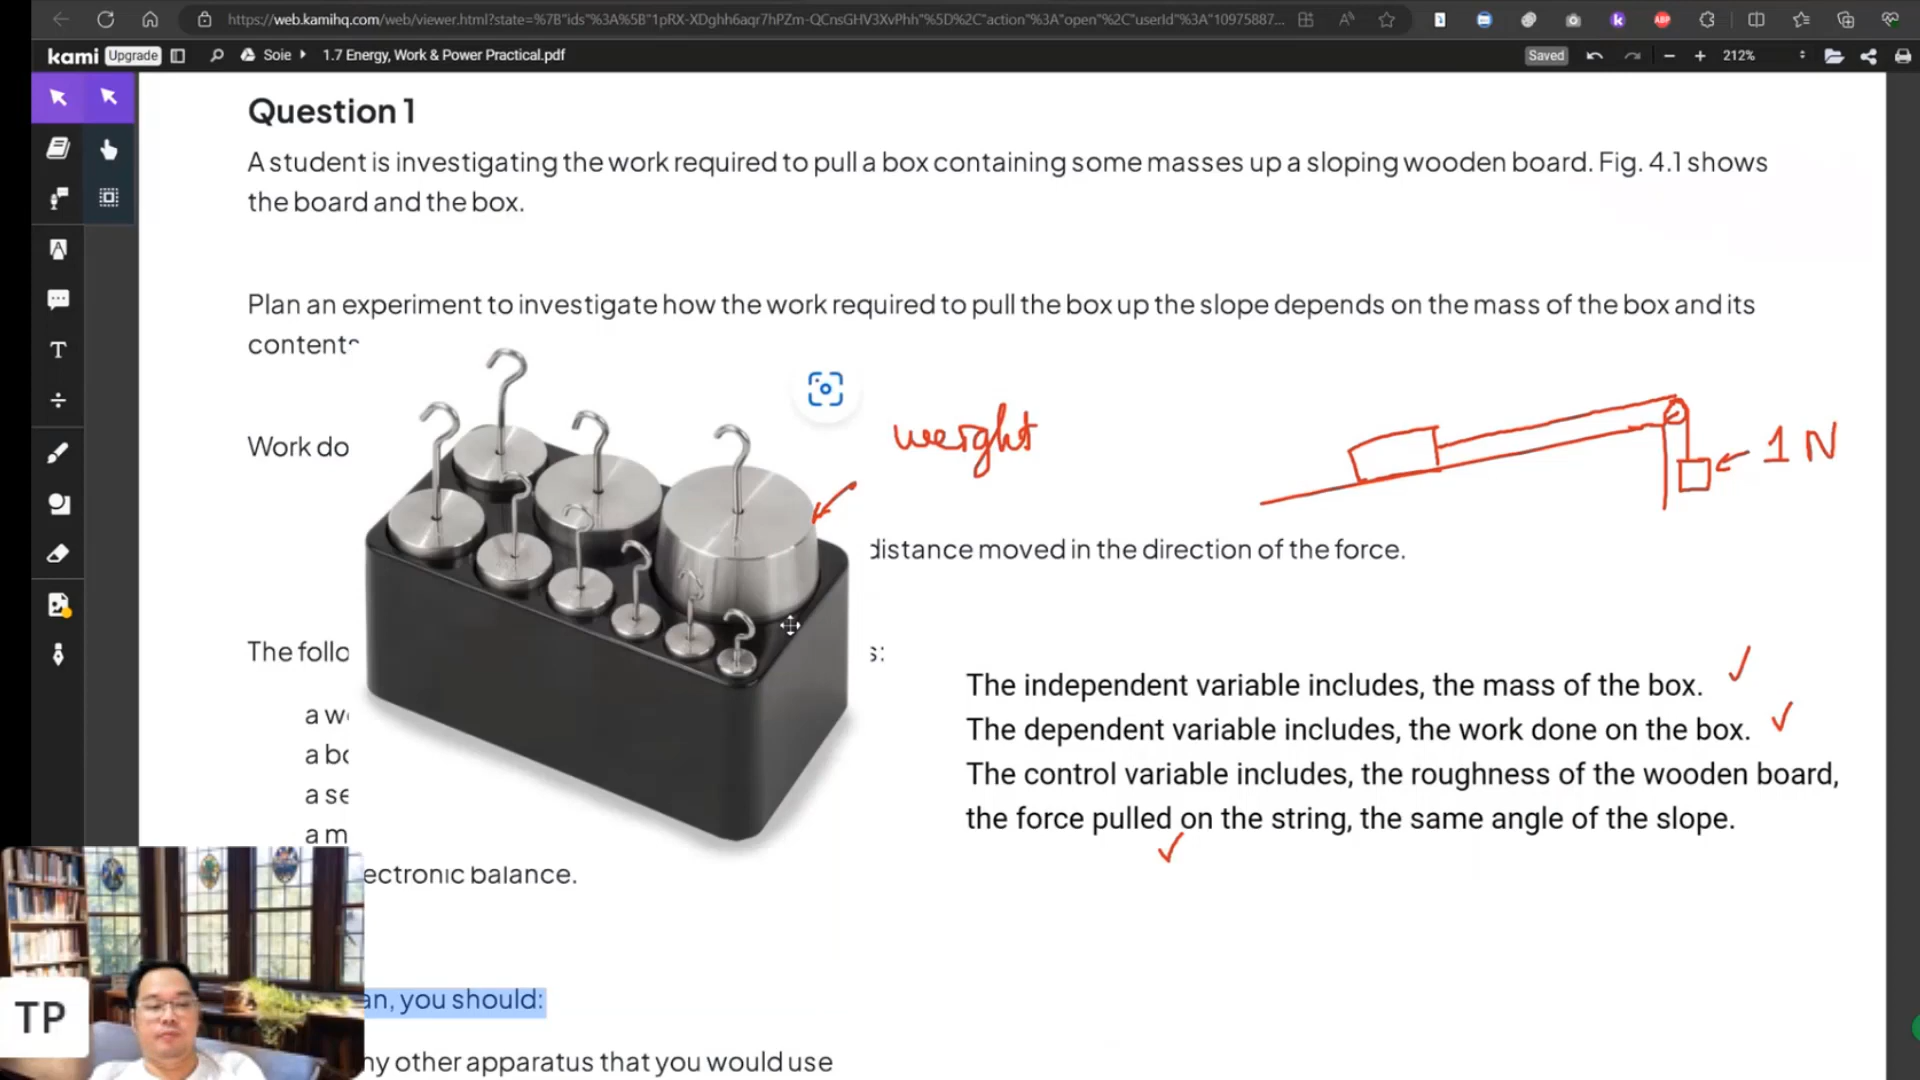 https://web.kamihq.com/web/viewer.html?state=%7B"ids"%3A%5B"1pRX-XDghh6aqr7hPZm-QCnsGHV3XvPhh"%5D%2C"action"%3A"open"%2C"userId"%3A"10975887...
kami Upgrade Soie 1.7 Energy, Work & Power Practical.pdf Saved 212%
Question 1
A student is investigating the work required to pull a box containing some masses up a sloping wooden board. Fig. 4.1 shows
the board and the box.
Plan an experiment to investigate how the work required to pull the box up the slope depends on the mass of the box and its
contents
weight
1 N
Work do
distance moved in the direction of the force.
The follo
s:
The independent variable includes, the mass of the box.
The dependent variable includes, the work done on the box.
The control variable includes, the roughness of the wooden board,
the force pulled on the string, the same angle of the slope.
a w
a bo
a se
a m
ectronic balance.
an, you should:
ny other apparatus that you would use
TP